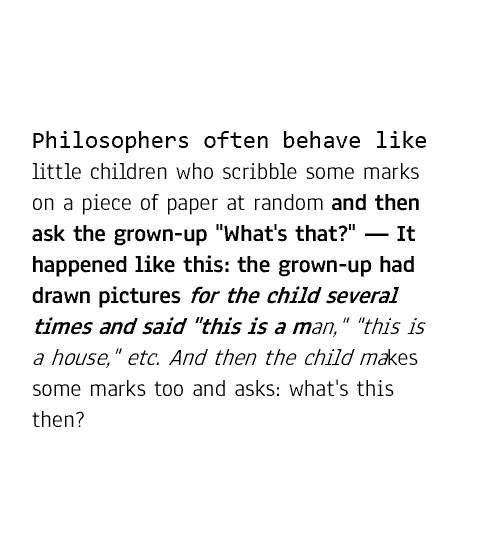 Philosophers often behave like
little children who scribble some marks
on a piece of paper at random and then
ask the grown-up "What's that?" — It
happened like this: the grown-up had
drawn pictures for the child several
times and said "this is a man," "this is
a house," etc. And then the child makes
some marks too and asks: what's this
then?